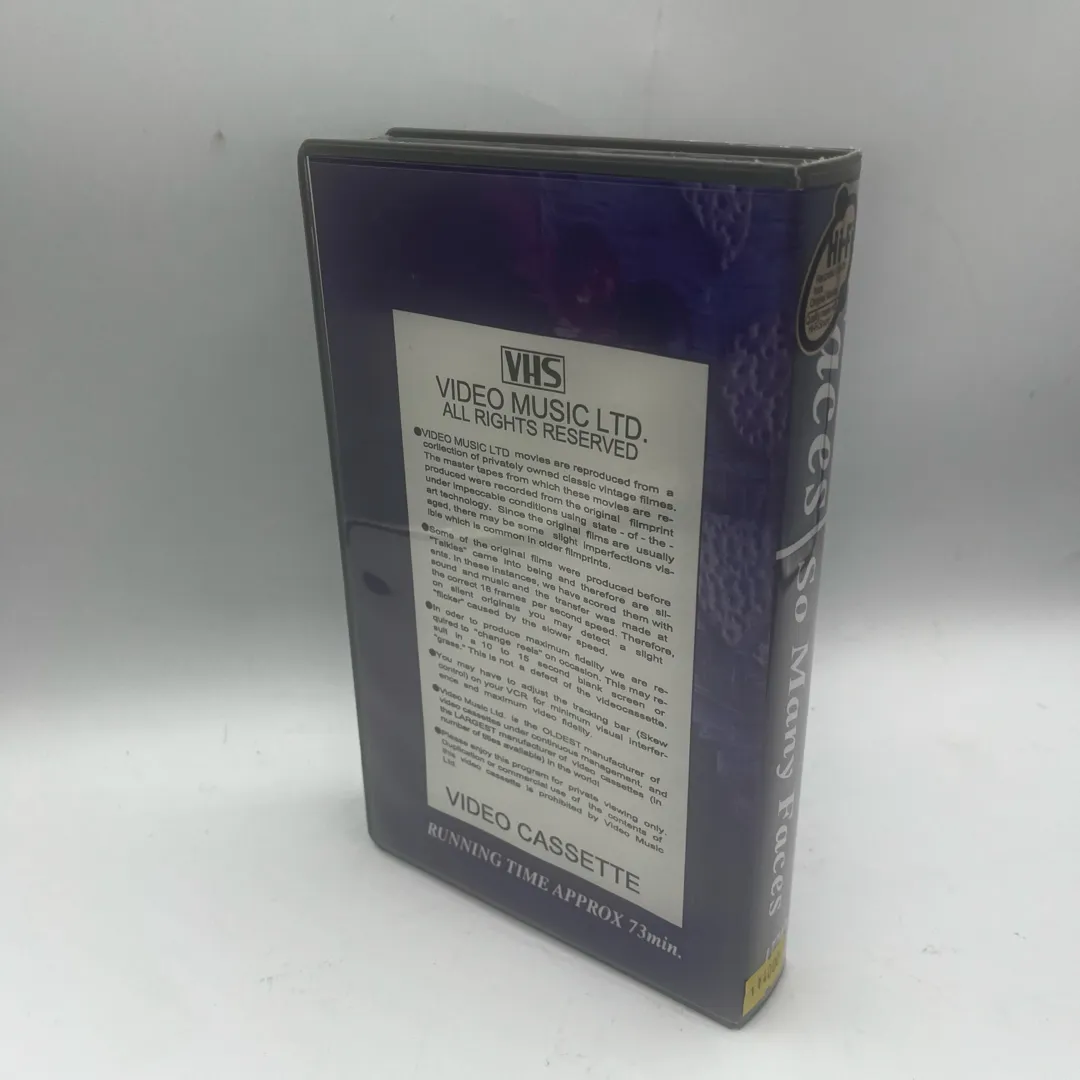 VHS
VIDEO MUSIC LTD.
ALL RIGHTS RESERVED
●VIDEO MUSIC LTD movies are reproduced from a
corllection of privately owned classic vintage filmes.
The master tapes from which these movies are re-
produced were recorded from the original filmprint
under impeccable conditions using state - of - the -
art technology. Since the original films are usually
aged, there may be some slight imperfections vis-
ible which is common in older filmprints.
●Some of the original films were produced before
"Talkies" came into being and therefore are sil-
ents. In these instances, we have scored them with
sound and music and the transfer was made at
the correct 18 frames per second speed. Therefore,
on silent originals you may detect a slight
"flicker" caused by the slower speed.
●In oder to produce maximum fidelity we are re-
quired to "change reels" on occasion. This may re-
sult in a 10 to 15 second blank screen or
"grass." This is not a defect of the videocassette.
●You may have to adjust the tracking bar (Skew
control) on your VCR for minimum visual interfer-
ence and maximum video fidelity.
●Video Music Ltd. is the OLDEST manufacturer of
video cassettes under continuous management, and
the LARGEST manufacturer of video cassettes (in
number of titles available) in the world!
●Please enjoy this program for private viewing only.
Duplication or commercial use of the contents of
this video cassette is prohibited by Video Music
Ltd.
VIDEO CASSETTE
RUNNING TIME APPROX 73min.
Hi-Fi
aces / So Many Faces